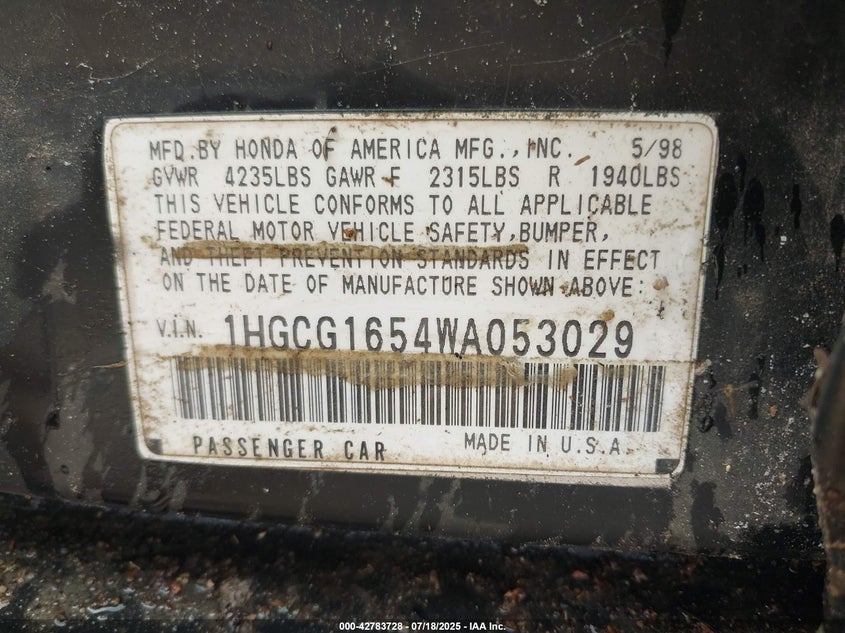 MFD.BY HONDA OF AMERICA MFG.,INC. 5/98
GVWR 4235LBS GAWR F 2315LBS R 1940LBS
THIS VEHICLE CONFORMS TO ALL APPLICABLE
FEDERAL MOTOR VEHICLE SAFETY,BUMPER,
AND THEFT PREVENTION STANDARDS IN EFFECT
ON THE DATE OF MANUFACTURE SHOWN ABOVE:
V.I.N. 1HGCG1654WA053029
PASSENGER CAR MADE IN U.S.A.
000-42783728 - 07/18/2025 - IAA Inc.